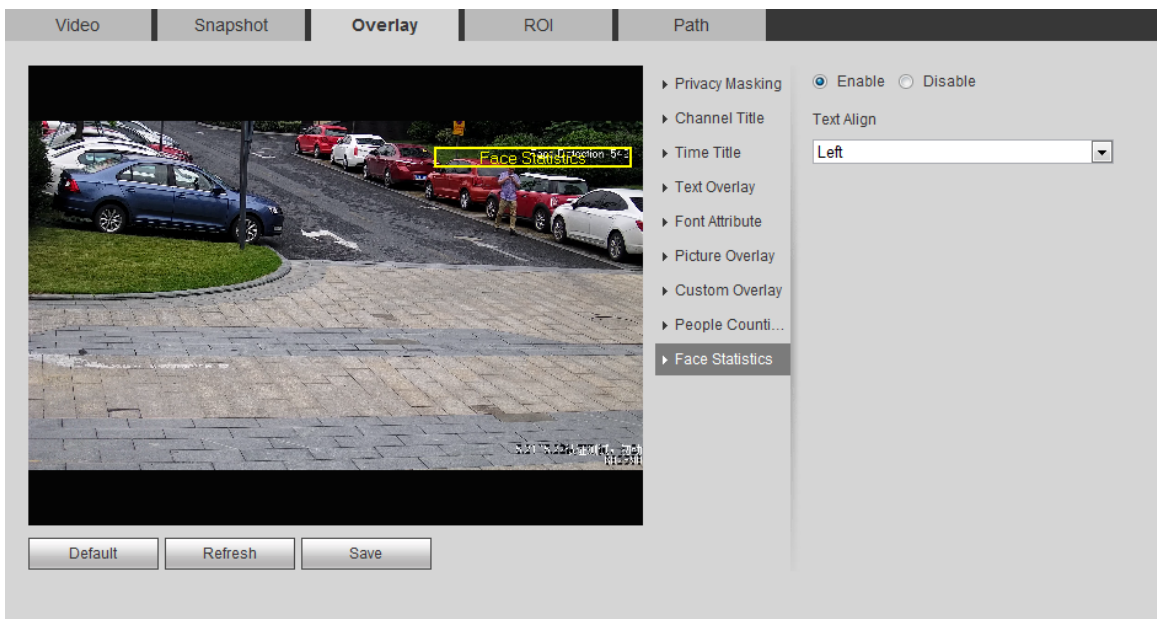 Video Snapshot Overlay ROI Path
Face Statistics
Privacy Masking
Channel Title
Time Title
Text Overlay
Font Attribute
Picture Overlay
Custom Overlay
People Counti...
Face Statistics
Enable Disable
Text Align
Left
Default Refresh Save